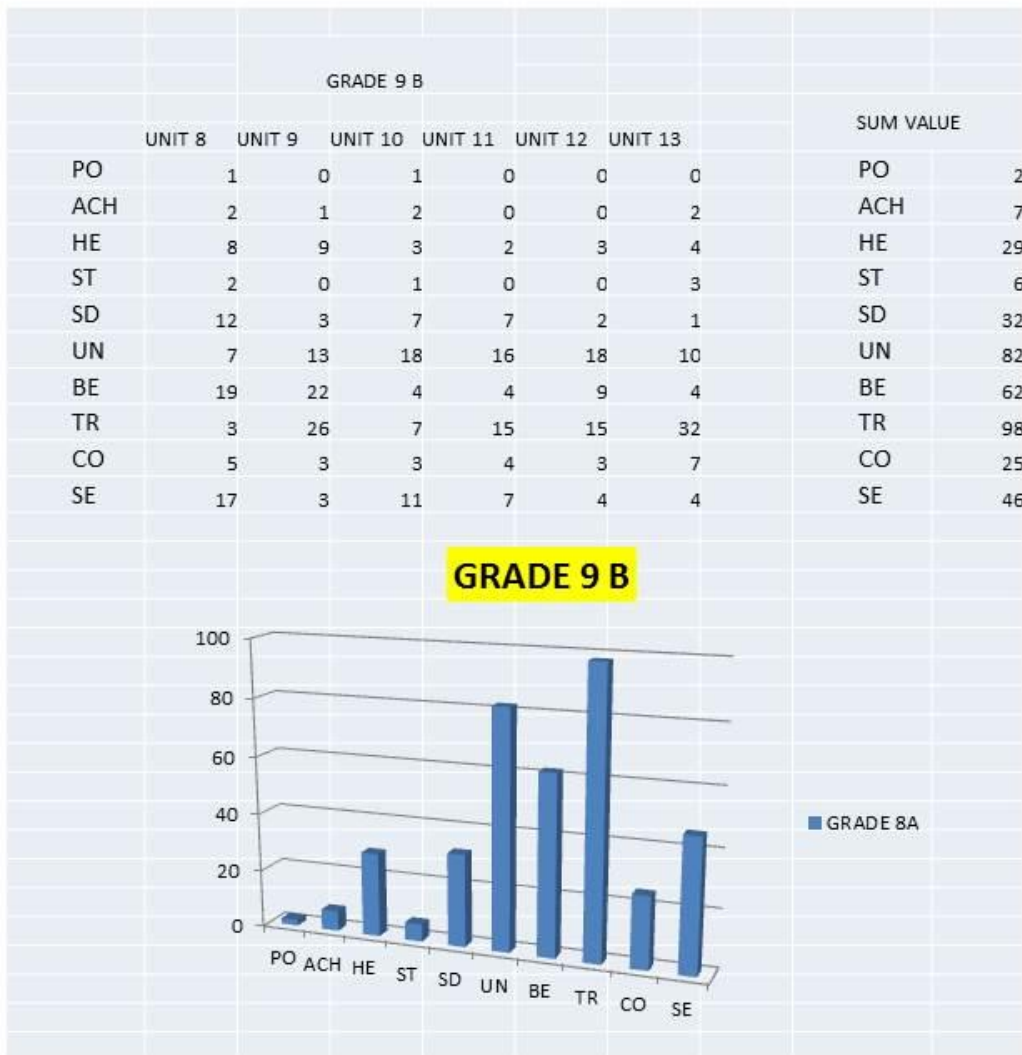 GRADE 9 B
SUM VALUE
UNIT 8 UNIT 9 UNIT 10 UNIT 11 UNIT 12 UNIT 13
PO 1 0 1 0 0 0 PO 2
ACH 2 1 2 0 0 2 ACH 7
HE 8 9 3 2 3 4 HE 29
ST 2 0 1 0 0 3 ST 6
SD 12 3 7 7 2 1 SD 32
UN 7 13 18 16 18 10 UN 82
BE 19 22 4 4 9 4 BE 62
TR 3 26 7 15 15 32 TR 98
CO 5 3 3 4 3 7 CO 25
SE 17 3 11 7 4 4 SE 46
GRADE 9 B
100
80
60
40
20
0
PO ACH HE ST SD UN BE TR CO SE
GRADE 8A